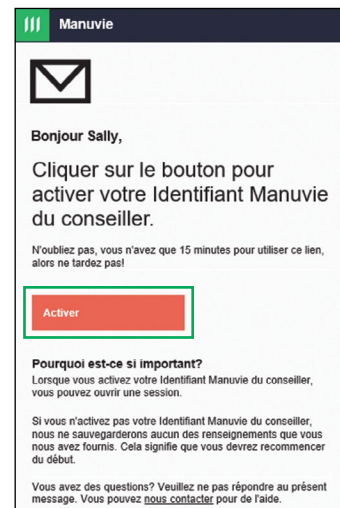 Manuvie
Bonjour Sally,
Cliquer sur le bouton pour
activer votre Identifiant Manuvie
du conseiller.
N'oubliez pas, vous n'avez que 15 minutes pour utiliser ce lien,
alors ne tardez pas!
Activer
Pourquoi est-ce si important?
Lorsque vous activez votre Identifiant Manuvie du conseiller,
vous pouvez ouvrir une session.
Si vous n'activez pas votre Identifiant Manuvie du conseiller,
nous ne sauvegarderons aucun des renseignements que vous
nous avez fournis. Cela signifie que vous devrez recommencer
du début.
Vous avez des questions? Veuillez ne pas répondre au présent
message. Vous pouvez nous contacter pour de l'aide.